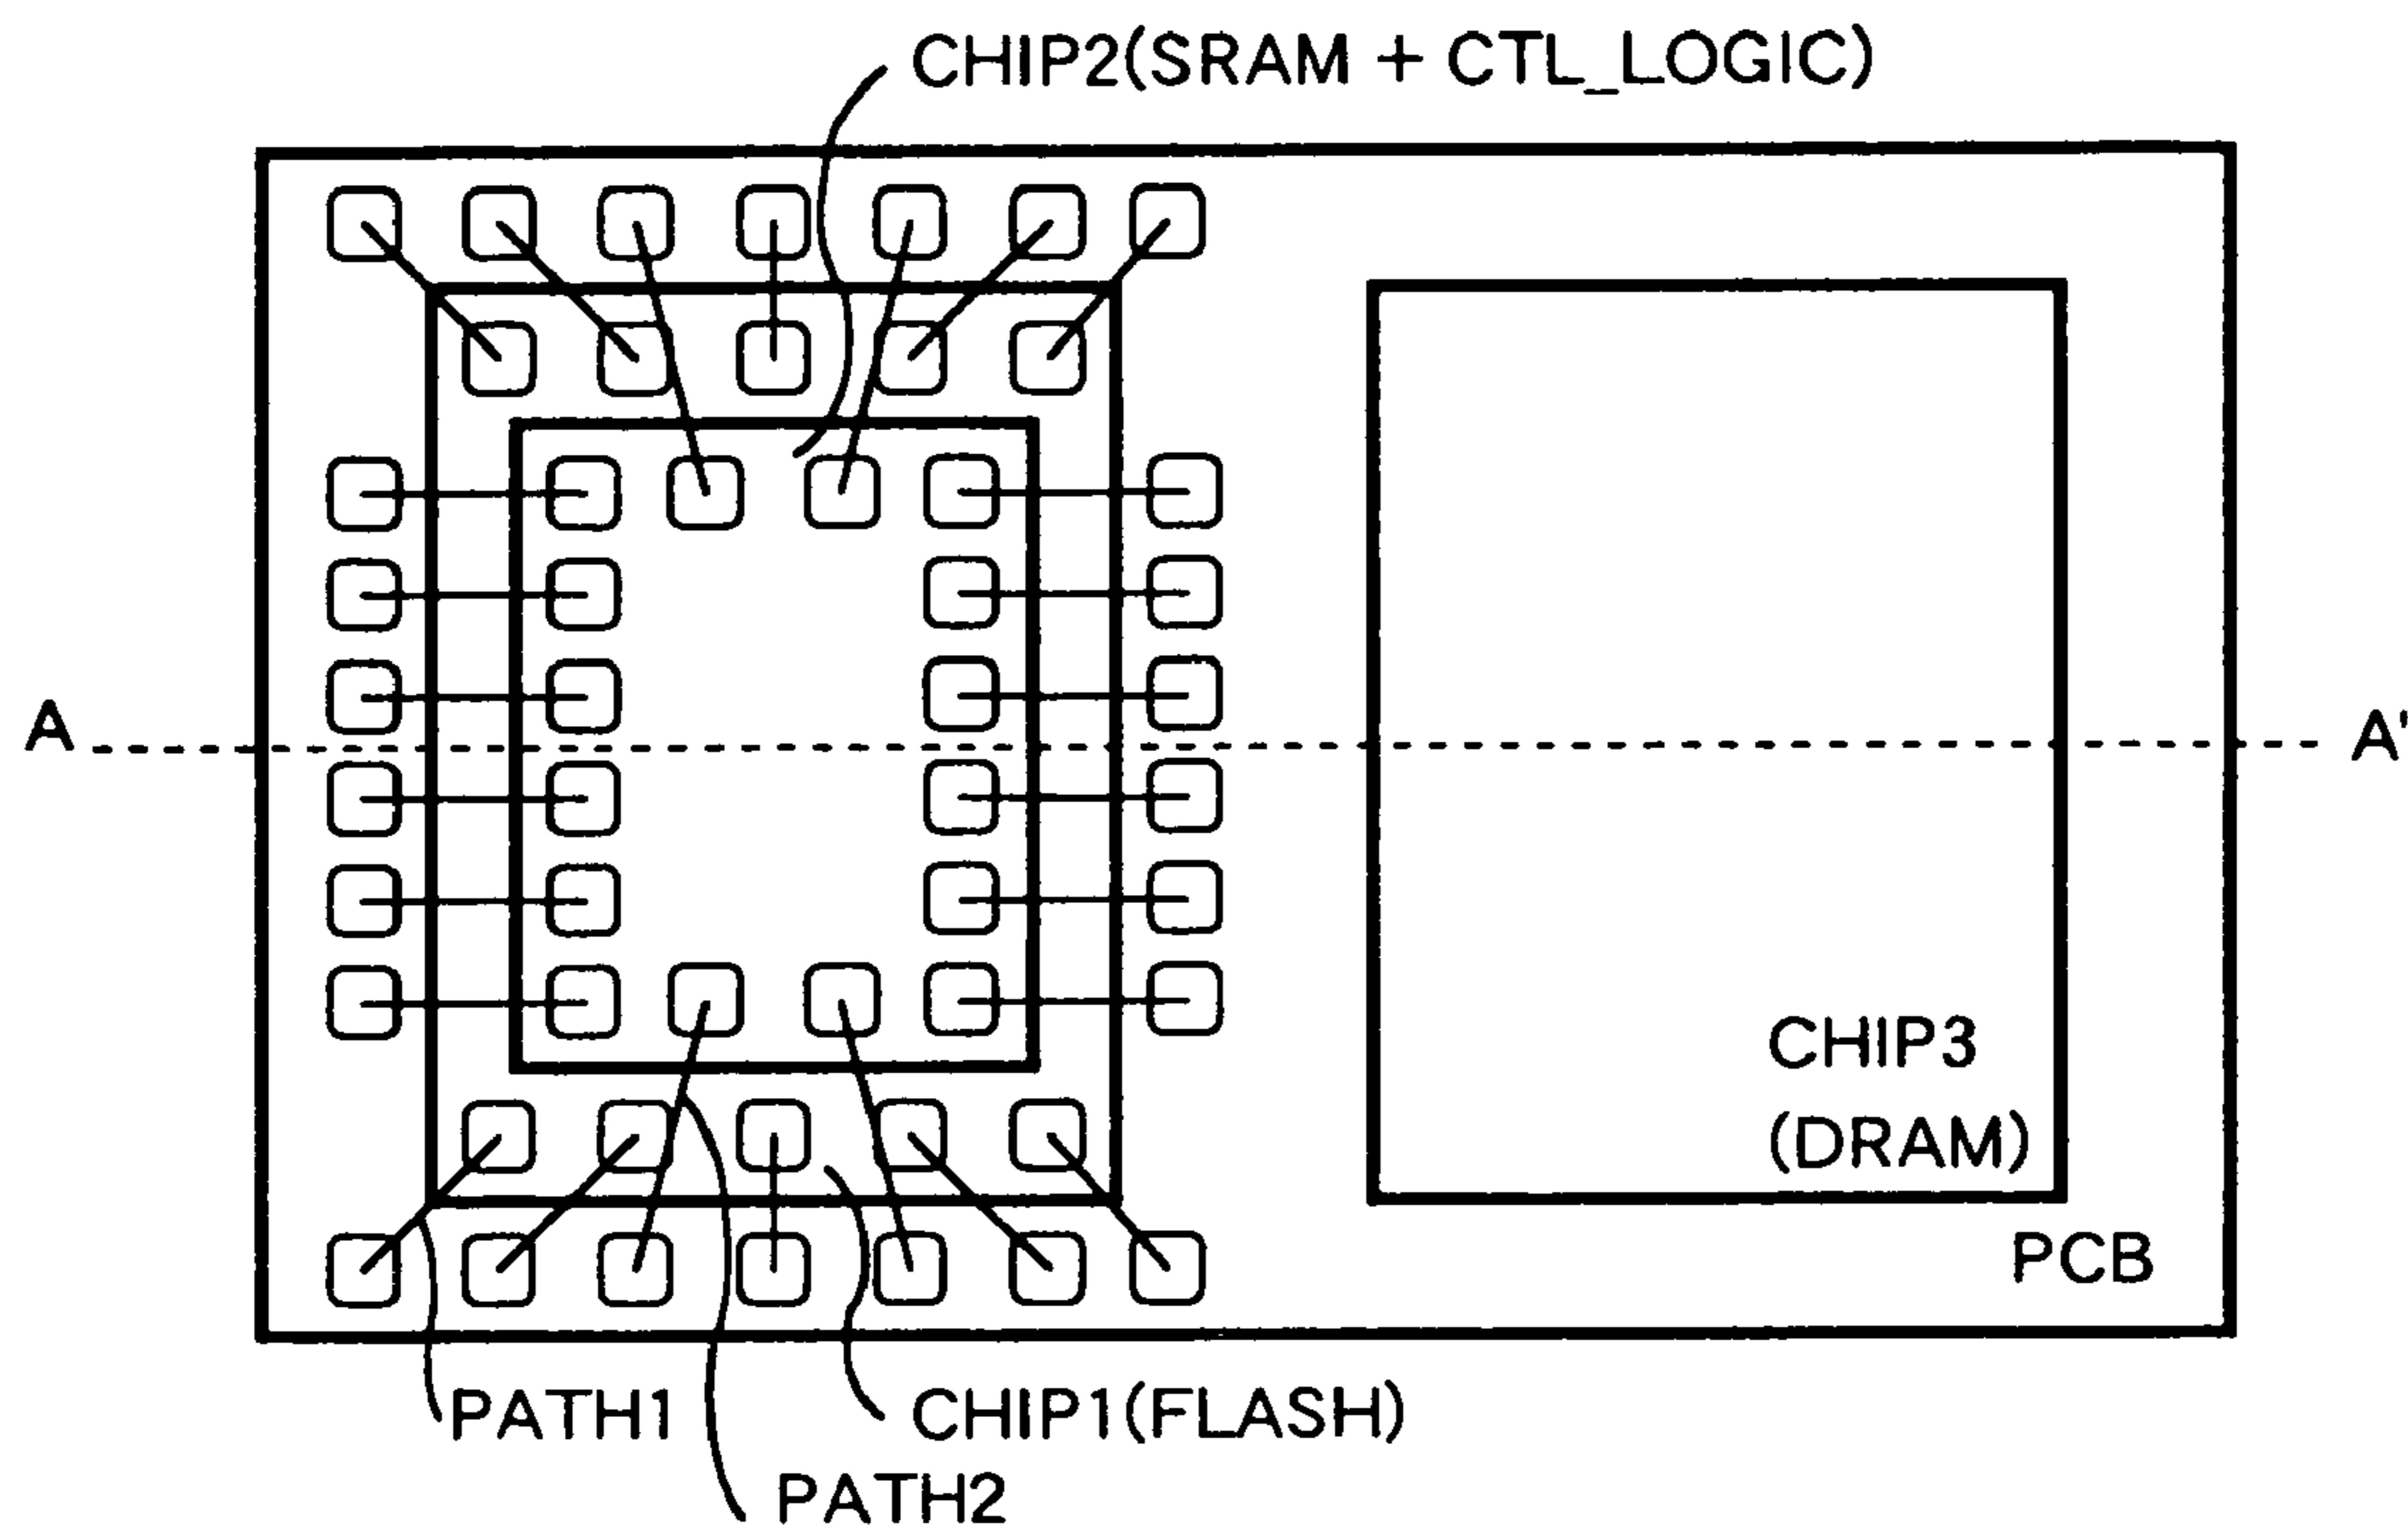 CHIP2(SRAM + CTL_LOGIC)
A
A'
CHIP3
(DRAM)
PCB
PATH1
CHIP1(FLASH)
PATH2